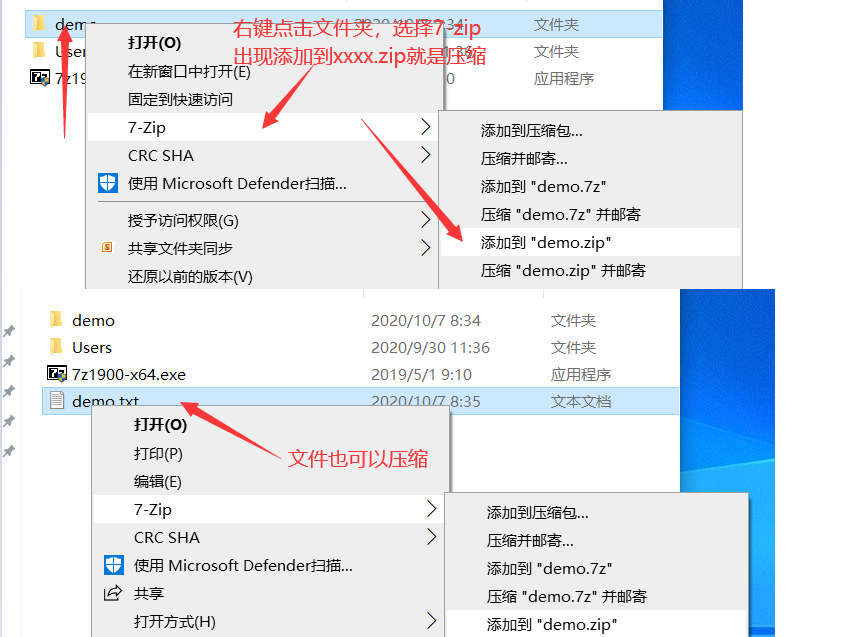 demo 2020/10/7 8:34 文件夹
右键点击文件夹，选择7-zip
出现添加到xxxx.zip就是压缩
打开(O)
文件夹
在新窗口中打开(E)
应用程序
固定到快速访问
7-Zip
CRC SHA
使用 Microsoft Defender扫描...
授予访问权限(G)
共享文件夹同步
还原以前的版本(V)
添加到压缩包...
压缩并邮寄...
添加到 "demo.7z"
压缩 "demo.7z" 并邮寄
添加到 "demo.zip"
压缩 "demo.zip" 并邮寄
demo 2020/10/7 8:34 文件夹
Users 2020/9/30 11:36 文件夹
7z1900-x64.exe 2019/5/1 9:10 应用程序
demo.txt 2020/10/7 8:35 文本文档
文件也可以压缩
打开(O)
打印(P)
编辑(E)
7-Zip
CRC SHA
使用 Microsoft Defender扫描...
共享
打开方式(H)
添加到压缩包...
压缩并邮寄...
添加到 "demo.7z"
压缩 "demo.7z" 并邮寄
添加到 "demo.zip"